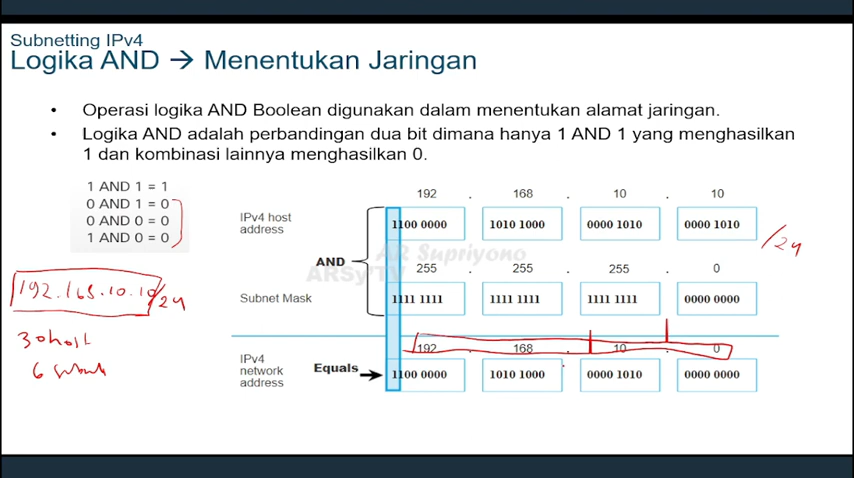 Subnetting IPv4
Logika AND → Menentukan Jaringan
• Operasi logika AND Boolean digunakan dalam menentukan alamat jaringan.
• Logika AND adalah perbandingan dua bit dimana hanya 1 AND 1 yang menghasilkan
1 dan kombinasi lainnya menghasilkan 0.
1 AND 1 = 1
0 AND 1 = 0
0 AND 0 = 0
1 AND 0 = 0
192.168.10.10/24
30 host
6
192 . 168 . 10 . 10
IPv4 host
address
1100 0000 1010 1000 0000 1010 0000 1010
/24
AND
AR Supriyono
ARSy'TV
255 . 255 . 255 . 0
Subnet Mask
1111 1111 1111 1111 1111 1111 0000 0000
192 . 168 . 10 . 0
IPv4
network
address
Equals
1100 0000 1010 1000 0000 1010 0000 0000